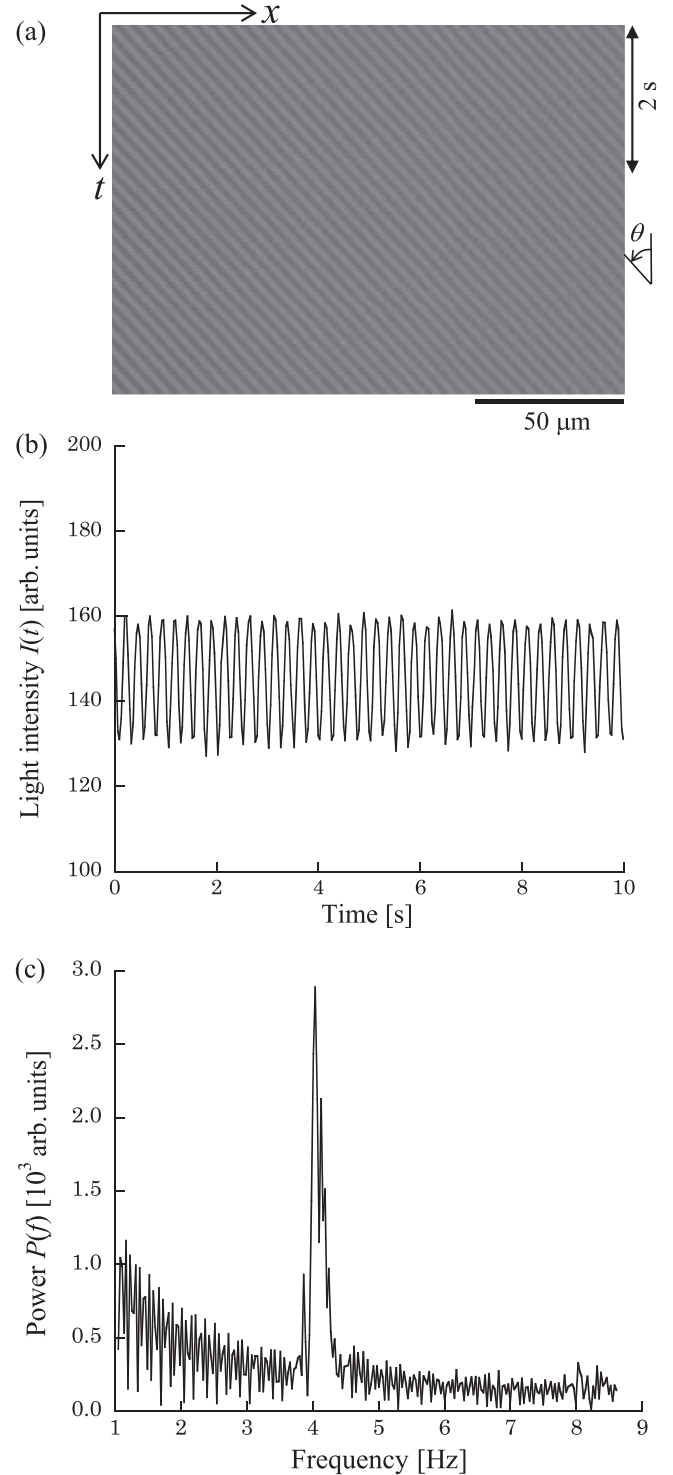 (a)
x
t
2 s
θ
50 μm
(b)
200
180
160
140
120
100
Light intensity I(t) [arb. units]
0 2 4 6 8 10
Time [s]
(c)
3.0
2.5
2.0
1.5
1.0
0.5
0.0
Power P(f) [10³ arb. units]
1 2 3 4 5 6 7 8 9
Frequency [Hz]